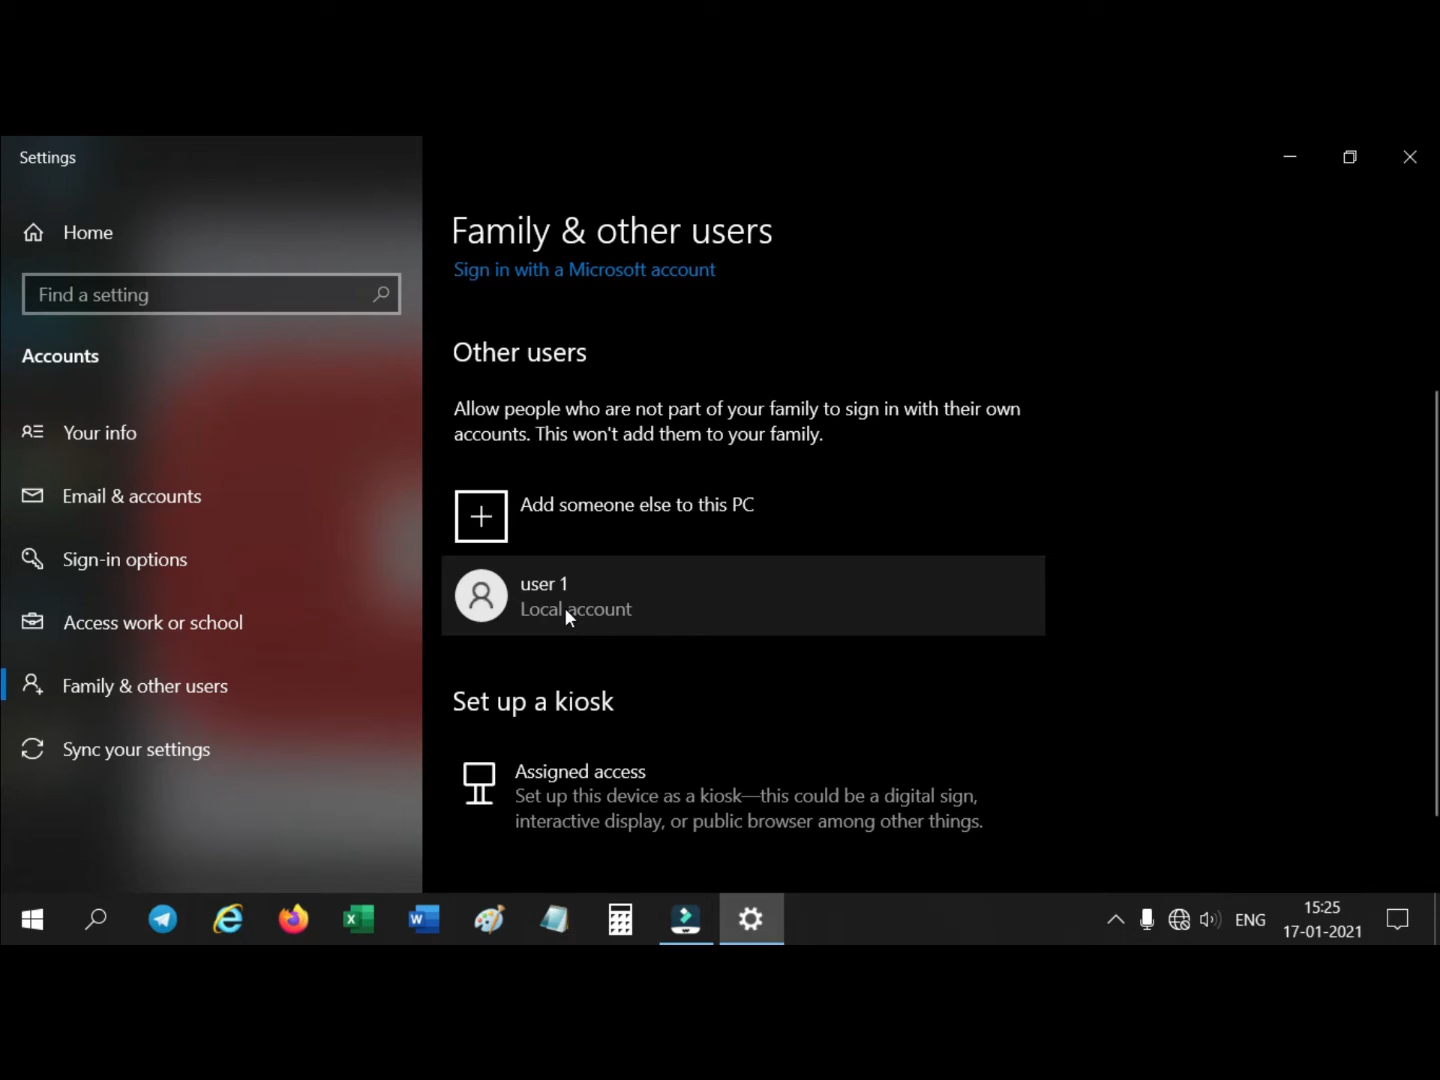 Settings
Home
Find a setting
Accounts
Your info
Email & accounts
Sign-in options
Access work or school
Family & other users
Sync your settings
Family & other users
Sign in with a Microsoft account
Other users
Allow people who are not part of your family to sign in with their own
accounts. This won't add them to your family.
Add someone else to this PC
user 1
Local account
Set up a kiosk
Assigned access
Set up this device as a kiosk—this could be a digital sign,
interactive display, or public browser among other things.
ENG
15:25
17-01-2021